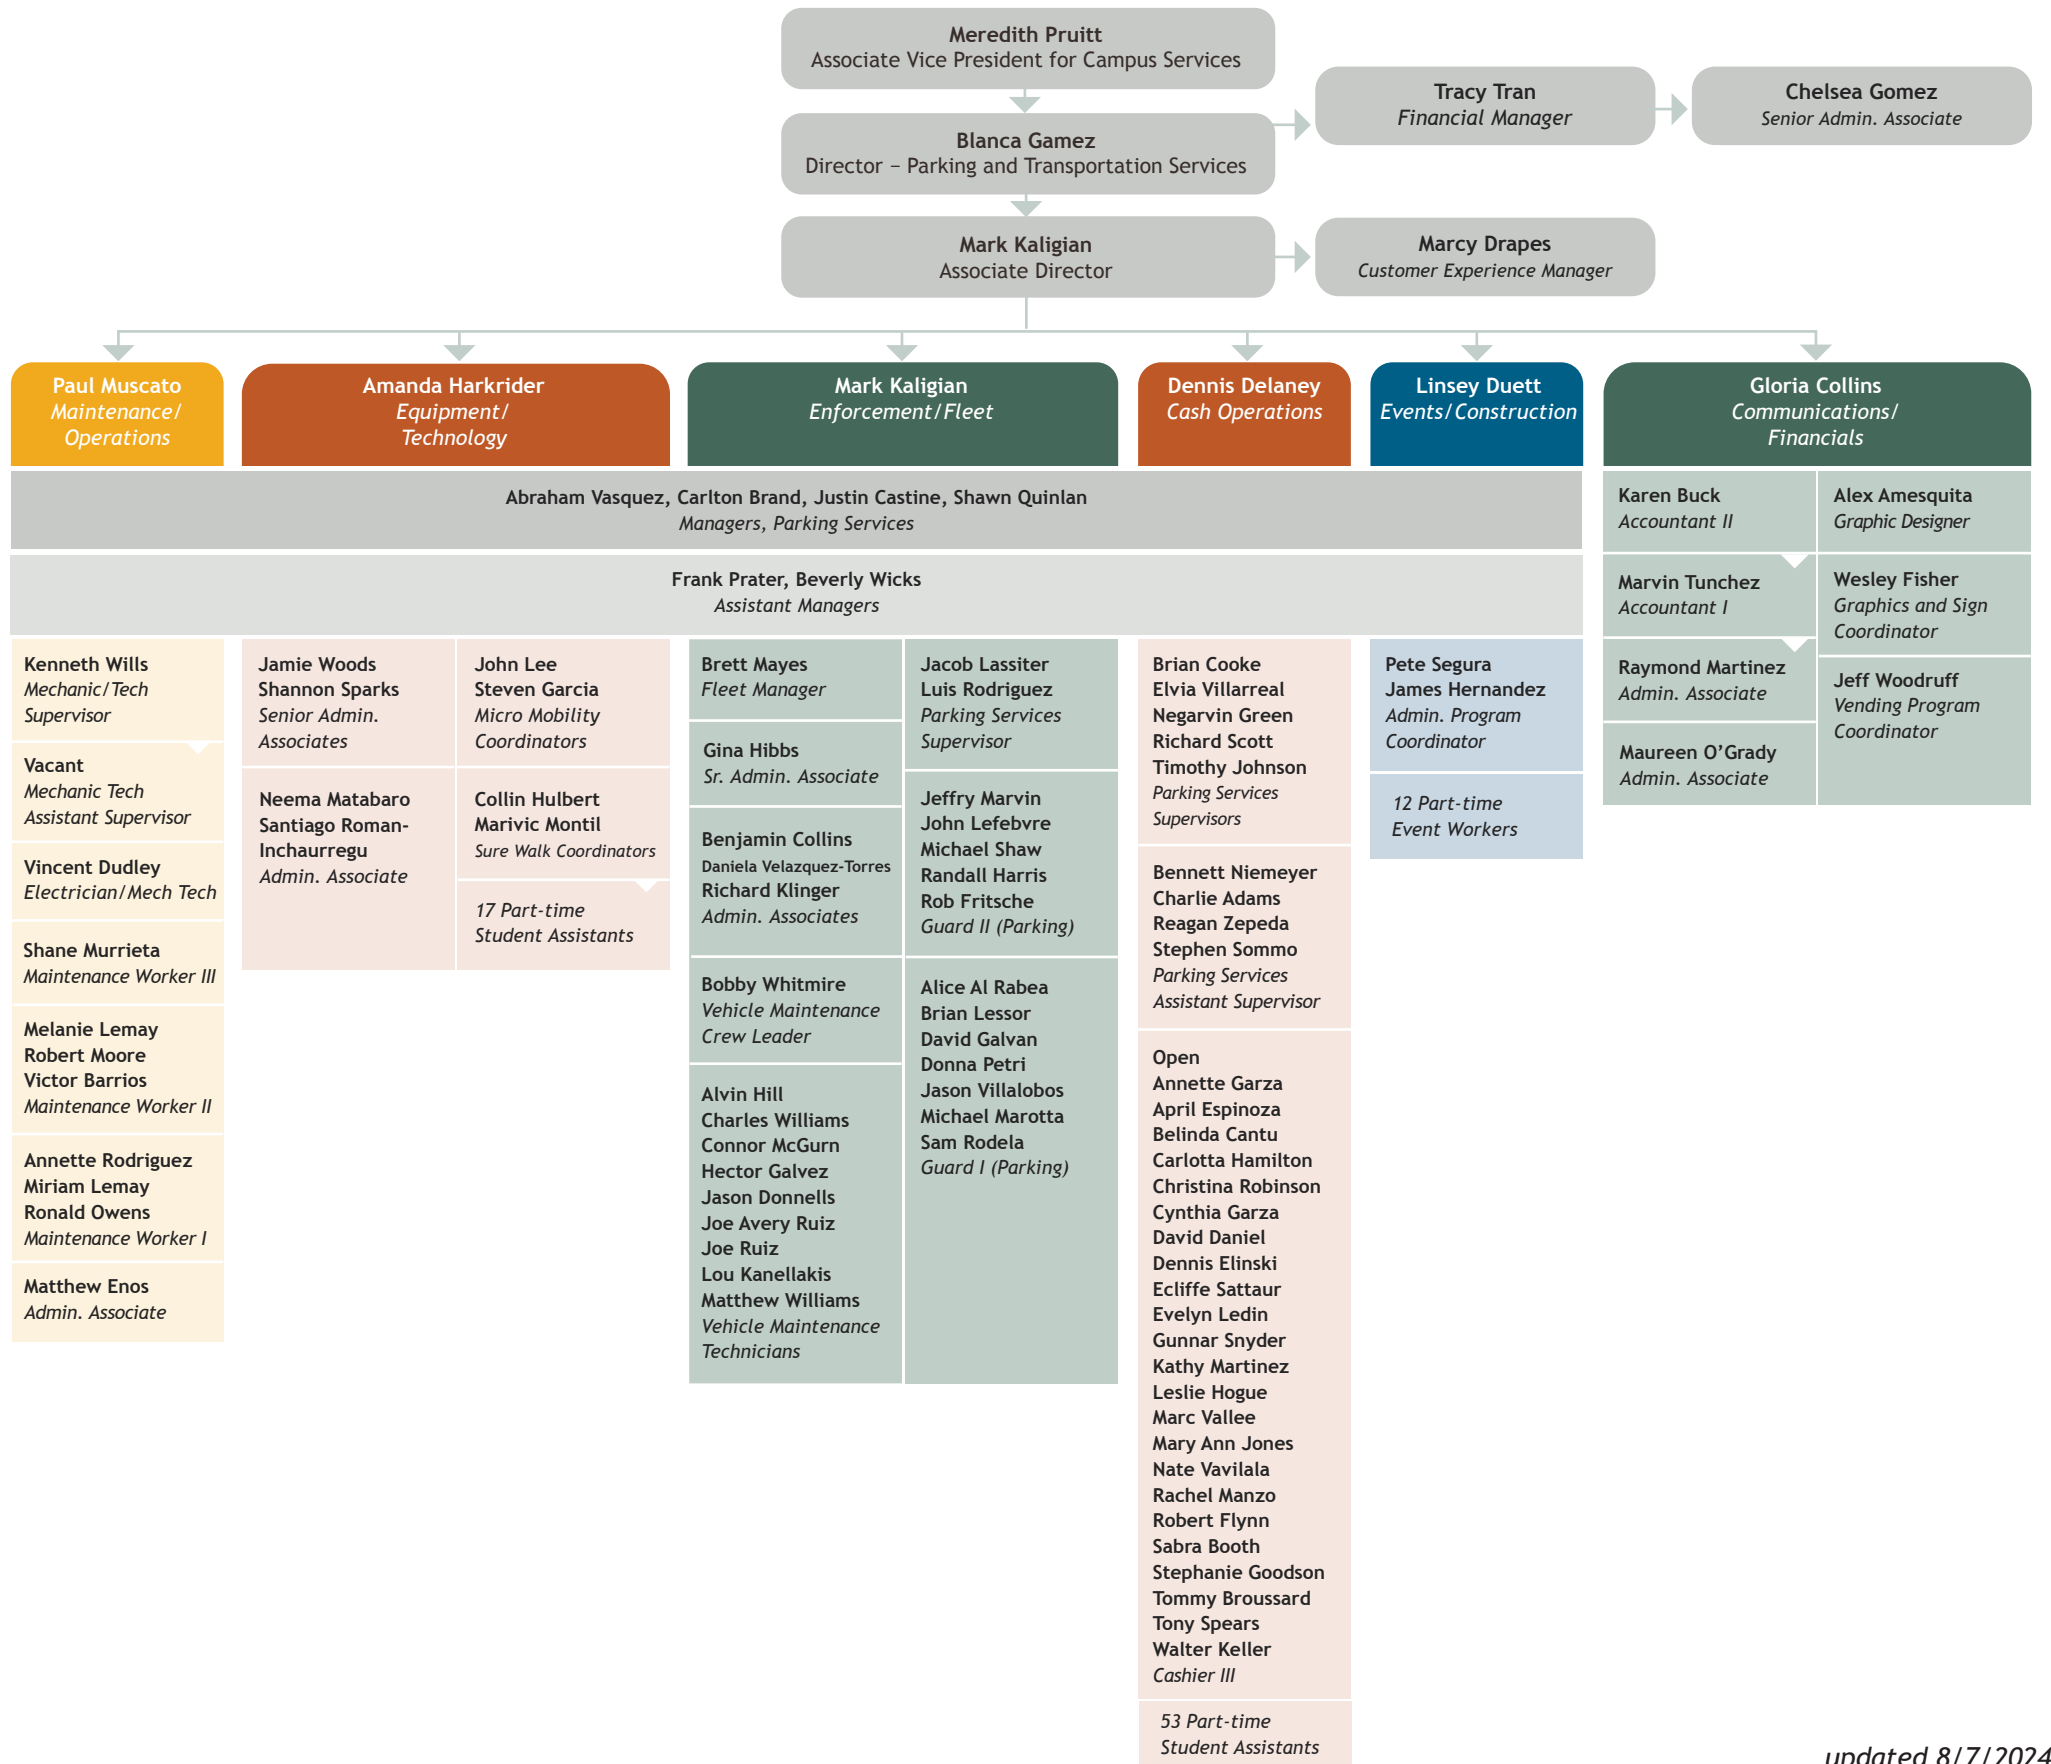 Meredith Pruitt
Associate Vice President for Campus Services
Blanca Gamez
Director – Parking and Transportation Services
Tracy Tran
Financial Manager
Chelsea Gomez
Senior Admin. Associate
Mark Kaligian
Associate Director
Marcy Drapes
Customer Experience Manager
Paul Muscato
Maintenance/
Operations
Amanda Harkrider
Equipment/
Technology
Mark Kaligian
Enforcement/Fleet
Dennis Delaney
Cash Operations
Linsey Duett
Events/Construction
Gloria Collins
Communications/
Financials
Abraham Vasquez, Carlton Brand, Justin Castine, Shawn Quinlan
Managers, Parking Services
Frank Prater, Beverly Wicks
Assistant Managers
Kenneth Wills
Mechanic/Tech
Supervisor
Vacant
Mechanic Tech
Assistant Supervisor
Vincent Dudley
Electrician/Mech Tech
Shane Murrieta
Maintenance Worker III
Melanie Lemay
Robert Moore
Victor Barrios
Maintenance Worker II
Annette Rodriguez
Miriam Lemay
Ronald Owens
Maintenance Worker I
Matthew Enos
Admin. Associate
Jamie Woods
Shannon Sparks
Senior Admin.
Associates
Neema Matabaro
Santiago Roman-
Inchaurregu
Admin. Associate
John Lee
Steven Garcia
Micro Mobility
Coordinators
Collin Hulbert
Marivic Montil
Sure Walk Coordinators
17 Part-time
Student Assistants
Brett Mayes
Fleet Manager
Gina Hibbs
Sr. Admin. Associate
Benjamin Collins
Daniela Velazquez-Torres
Richard Klinger
Admin. Associates
Bobby Whitmire
Vehicle Maintenance
Crew Leader
Alvin Hill
Charles Williams
Connor McGurn
Hector Galvez
Jason Donnells
Joe Avery Ruiz
Joe Ruiz
Lou Kanellakis
Matthew Williams
Vehicle Maintenance
Technicians
Jacob Lassiter
Luis Rodriguez
Parking Services
Supervisor
Jeffry Marvin
John Lefebvre
Michael Shaw
Randall Harris
Rob Fritsche
Guard II (Parking)
Alice Al Rabea
Brian Lessor
David Galvan
Donna Petri
Jason Villalobos
Michael Marotta
Sam Rodela
Guard I (Parking)
Brian Cooke
Elvia Villarreal
Negarvin Green
Richard Scott
Timothy Johnson
Parking Services
Supervisors
Bennett Niemeyer
Charlie Adams
Reagan Zepeda
Stephen Sommo
Parking Services
Assistant Supervisor
Open
Annette Garza
April Espinoza
Belinda Cantu
Carlotta Hamilton
Christina Robinson
Cynthia Garza
David Daniel
Dennis Elinski
Ecliffe Sattaur
Evelyn Ledin
Gunnar Snyder
Kathy Martinez
Leslie Hogue
Marc Vallee
Mary Ann Jones
Nate Vavilala
Rachel Manzo
Robert Flynn
Sabra Booth
Stephanie Goodson
Tommy Broussard
Tony Spears
Walter Keller
Cashier III
53 Part-time
Student Assistants
Pete Segura
James Hernandez
Admin. Program
Coordinator
12 Part-time
Event Workers
Karen Buck
Accountant II
Marvin Tunchez
Accountant I
Raymond Martinez
Admin. Associate
Maureen O’Grady
Admin. Associate
Alex Amesquita
Graphic Designer
Wesley Fisher
Graphics and Sign
Coordinator
Jeff Woodruff
Vending Program
Coordinator
updated 8/7/2024